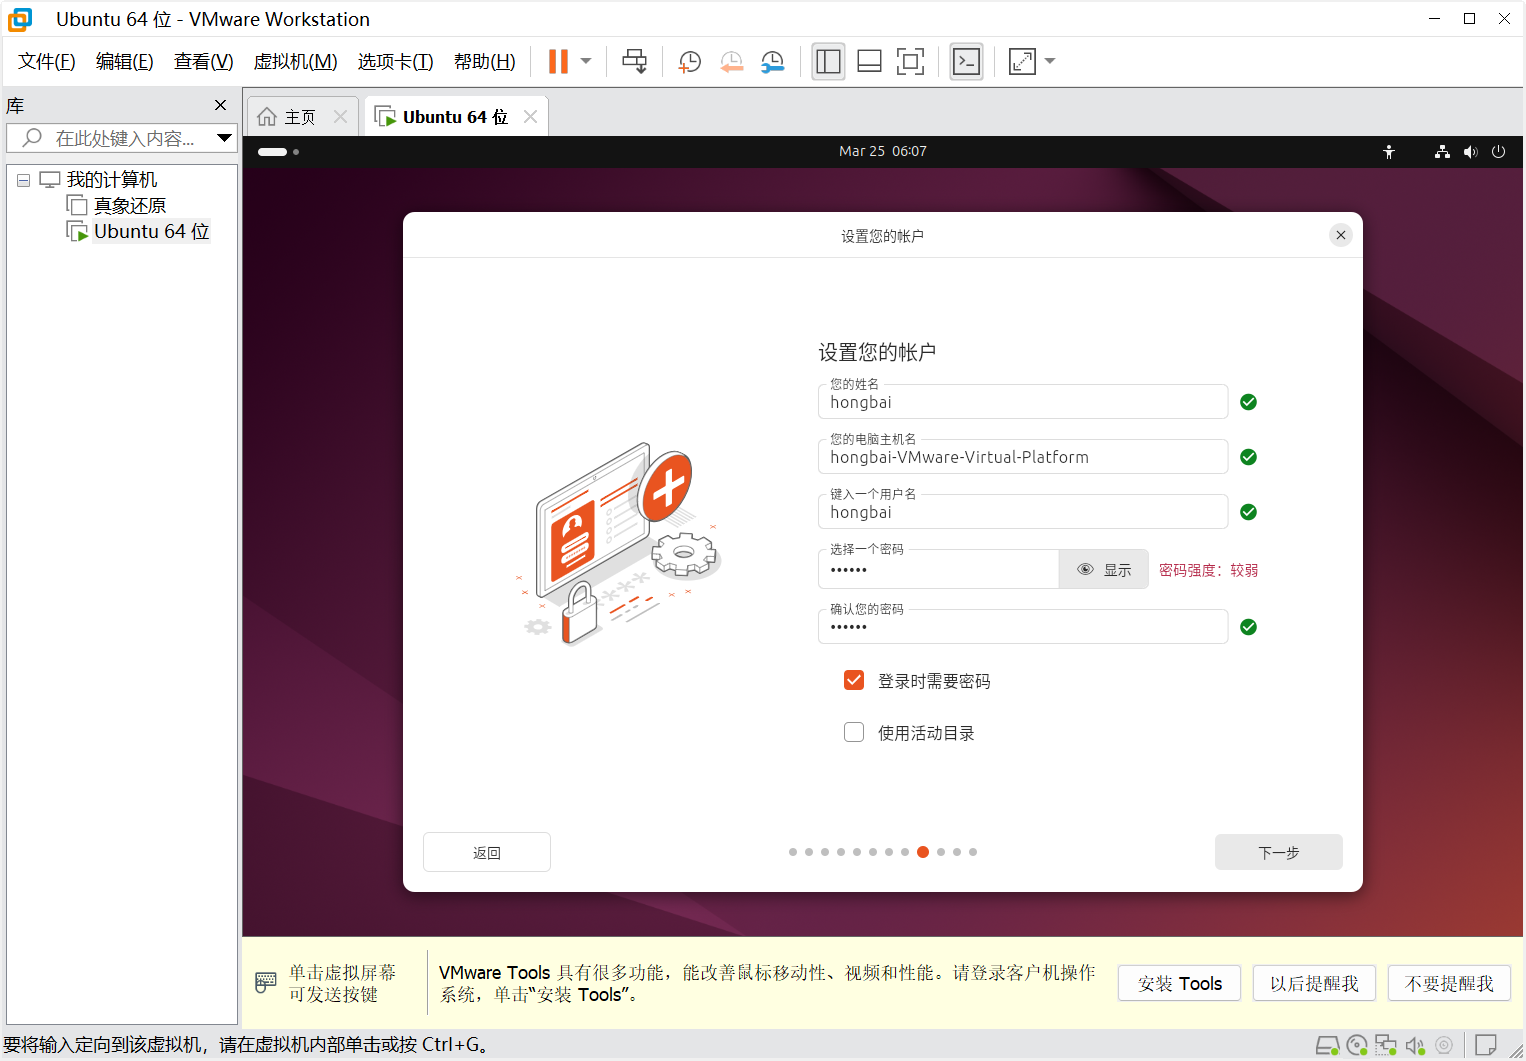 Ubuntu 64 位 - VMware Workstation
文件(F) 编辑(E) 查看(V) 虚拟机(M) 选项卡(T) 帮助(H)
库
在此处键入内容...
我的计算机
真象还原
Ubuntu 64 位
主页
Ubuntu 64 位
Mar 25 06:07
设置您的帐户
设置您的帐户
您的姓名
hongbai
您的电脑主机名
hongbai-VMware-Virtual-Platform
键入一个用户名
hongbai
选择一个密码
••••••
显示
密码强度：较弱
确认您的密码
••••••
登录时需要密码
使用活动目录
返回
下一步
单击虚拟屏幕
可发送按键
VMware Tools 具有很多功能，能改善鼠标移动性、视频和性能。请登录客户机操作
系统，单击“安装 Tools”。
安装 Tools
以后提醒我
不要提醒我
要将输入定向到该虚拟机，请在虚拟机内部单击或按 Ctrl+G。